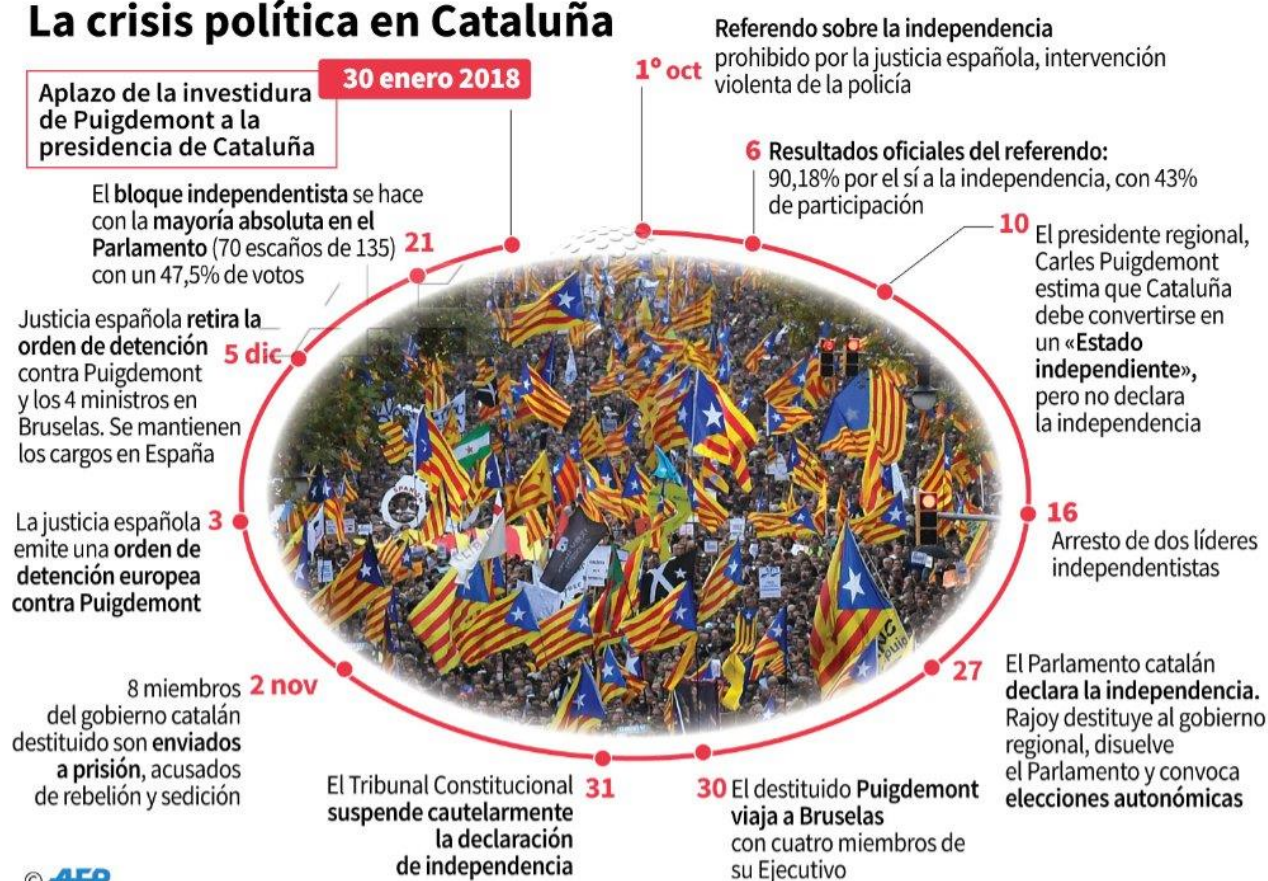 La crisis política en Cataluña
30 enero 2018
Aplazo de la investidura
de Puigdemont a la
presidencia de Cataluña
1º oct
Referendo sobre la independencia
prohibido por la justicia española, intervención
violenta de la policía
6 Resultados oficiales del referendo:
90,18% por el sí a la independencia, con 43%
de participación
10
El presidente regional,
Carles Puigdemont
estima que Cataluña
debe convertirse en
un «Estado
independiente»,
pero no declara
la independencia
16
Arresto de dos líderes
independentistas
27
El Parlamento catalán
declara la independencia.
Rajoy destituye al gobierno
regional, disuelve
el Parlamento y convoca
elecciones autonómicas
30 El destituido Puigdemont
viaja a Bruselas
con cuatro miembros de
su Ejecutivo
31
El Tribunal Constitucional
suspende cautelarmente
la declaración
de independencia
2 nov
8 miembros
del gobierno catalán
destituido son enviados
a prisión, acusados
de rebelión y sedición
3
La justicia española
emite una orden de
detención europea
contra Puigdemont
5 dic
Justicia española retira la
orden de detención
contra Puigdemont
y los 4 ministros en
Bruselas. Se mantienen
los cargos en España
21
El bloque independentista se hace
con la mayoría absoluta en el
Parlamento (70 escaños de 135)
con un 47,5% de votos
© AFP